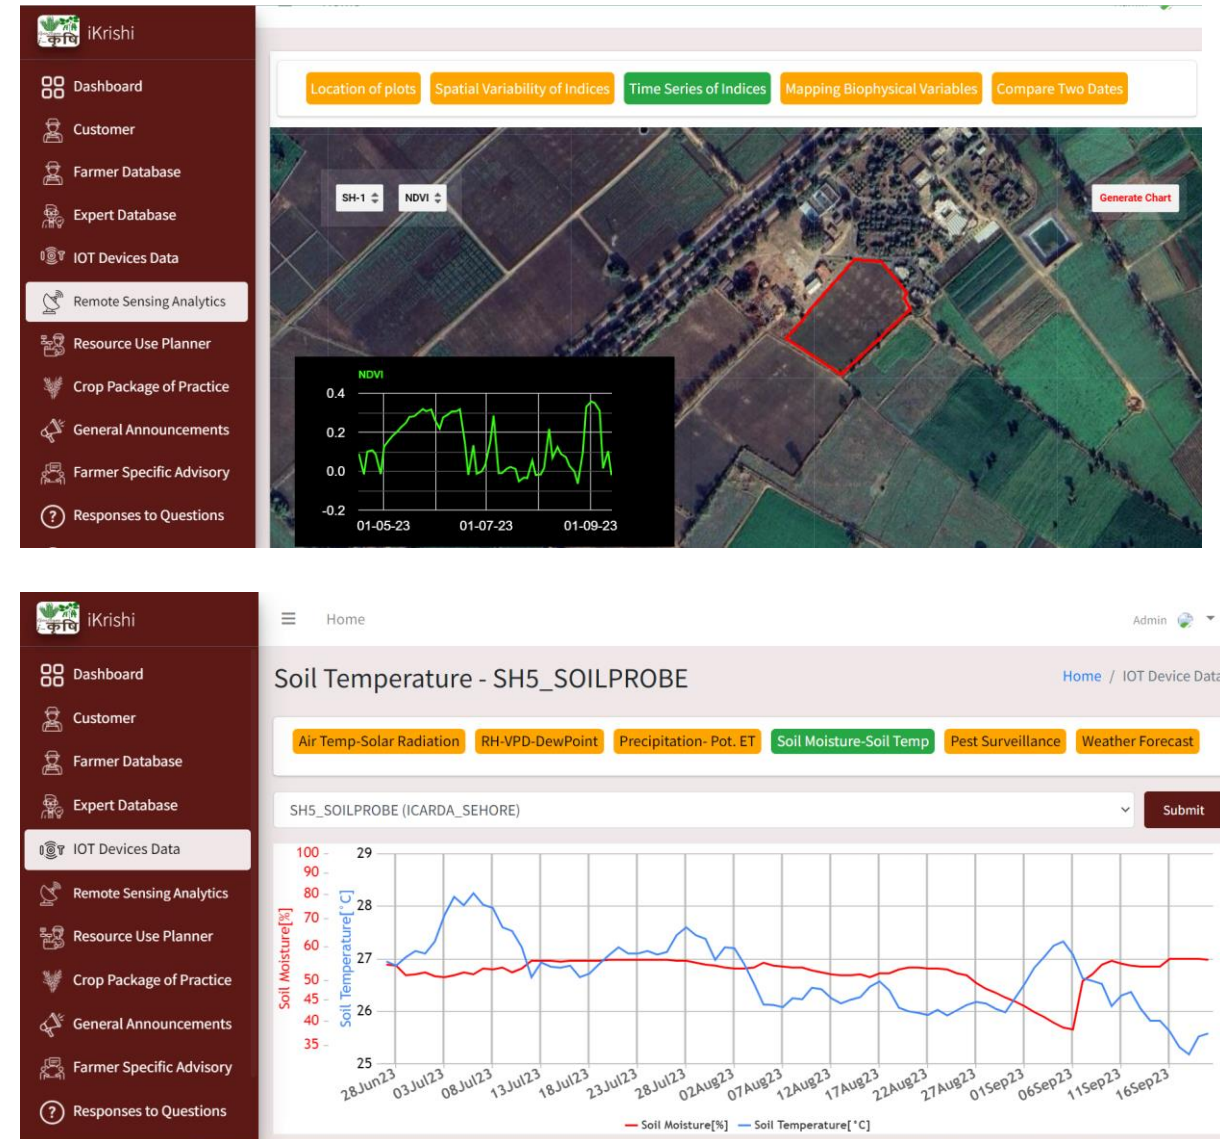 कृषि iKrishi
Dashboard
Customer
Farmer Database
Expert Database
IOT Devices Data
Remote Sensing Analytics
Resource Use Planner
Crop Package of Practice
General Announcements
Farmer Specific Advisory
Responses to Questions
Location of plots Spatial Variability of Indices Time Series of Indices Mapping Biophysical Variables Compare Two Dates
SH-1 NDVI Generate Chart
NDVI
0.4
0.2
0.0
-0.2
01-05-23 01-07-23 01-09-23
कृषि iKrishi
Dashboard
Customer
Farmer Database
Expert Database
IOT Devices Data
Remote Sensing Analytics
Resource Use Planner
Crop Package of Practice
General Announcements
Farmer Specific Advisory
Responses to Questions
Home Admin
Soil Temperature - SH5_SOILPROBE Home / IOT Device Data
Air Temp-Solar Radiation RH-VPD-DewPoint Precipitation- Pot. ET Soil Moisture-Soil Temp Pest Surveillance Weather Forecast
SH5_SOILPROBE (ICARDA_SEHORE) Submit
Soil Moisture[%]
100
90
80
70
60
50
45
40
35
Soil Temperature[°C]
29
28
27
26
25
28Jun23 03Jul23 08Jul23 13Jul23 18Jul23 23Jul23 28Jul23 02Aug23 07Aug23 12Aug23 17Aug23 22Aug23 27Aug23 01Sep23 06Sep23 11Sep23 16Sep23
Soil Moisture[%] Soil Temperature[°C]